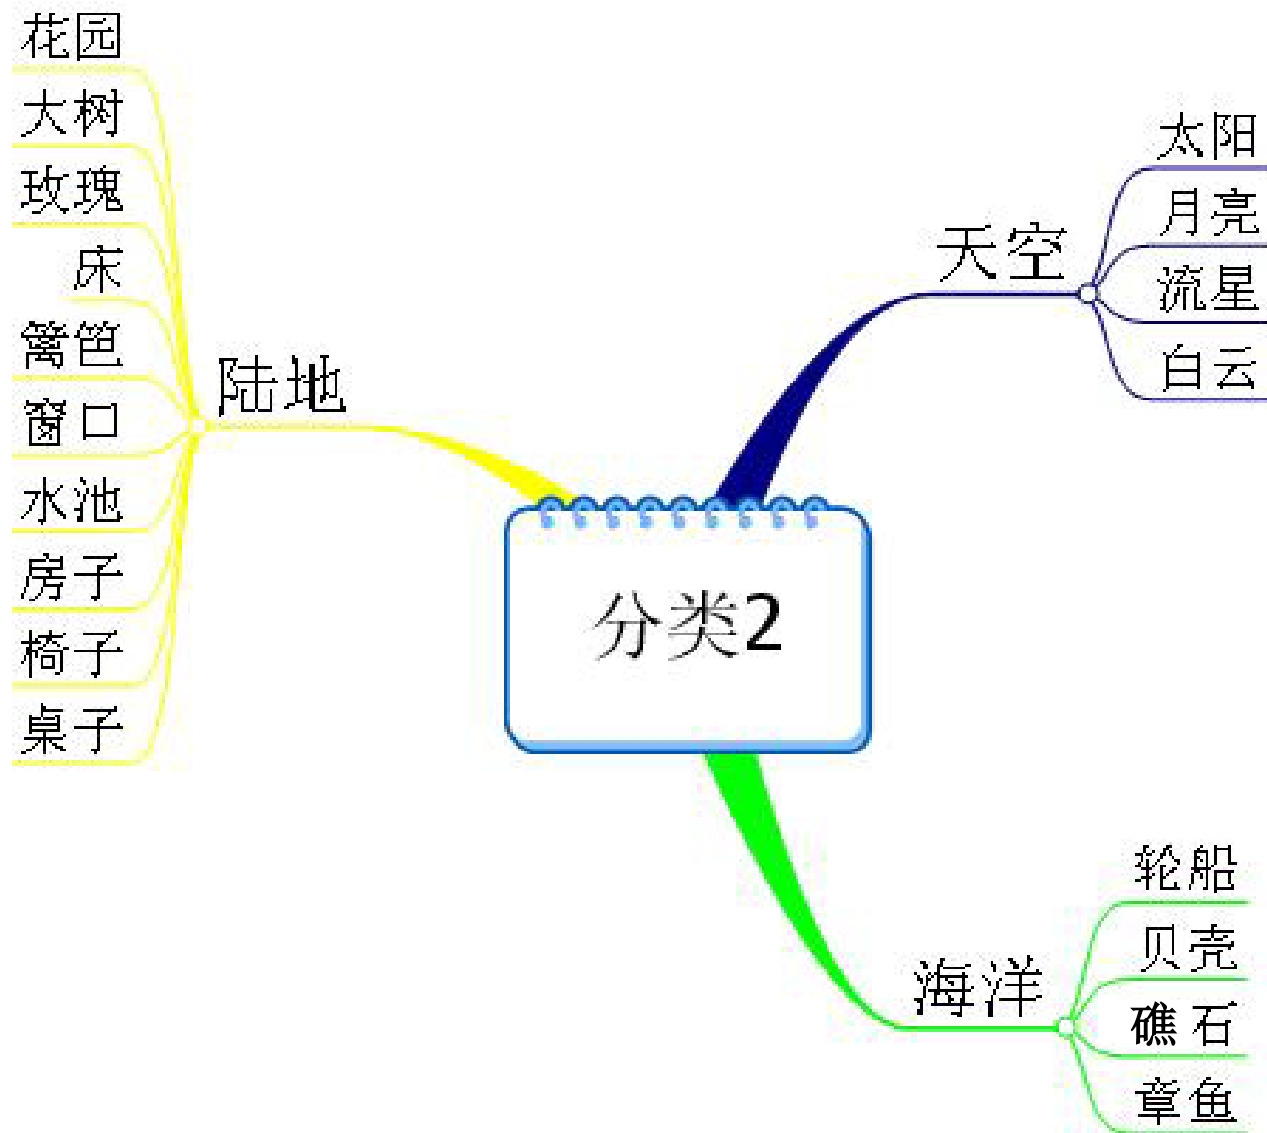 分类2
天空
太阳
月亮
流星
白云
海洋
轮船
贝壳
礁石
章鱼
陆地
花园
大树
玫瑰
床
篱笆
窗口
水池
房子
椅子
桌子